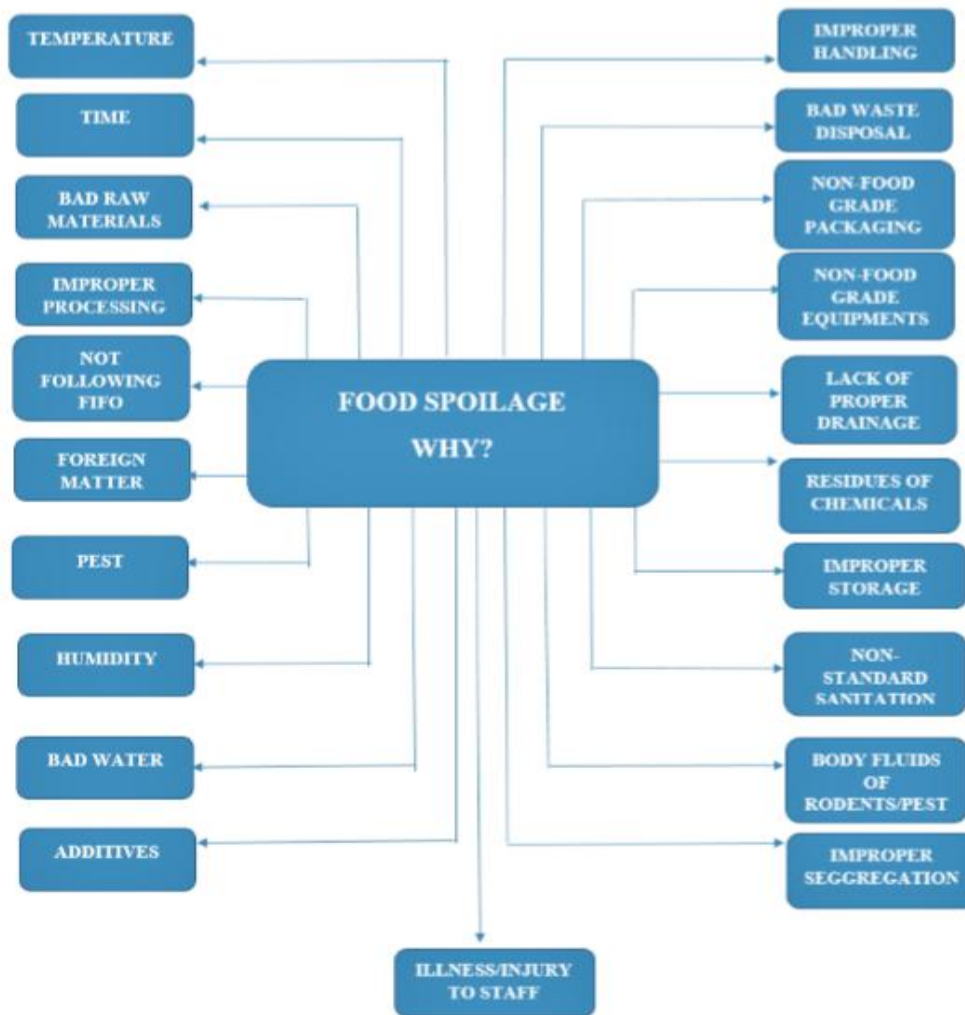 TEMPERATURE
TIME
BAD RAW
MATERIALS
IMPROPER
PROCESSING
NOT
FOLLOWING
FIFO
FOREIGN
MATTER
PEST
HUMIDITY
BAD WATER
ADDITIVES
FOOD SPOILAGE
WHY?
IMPROPER
HANDLING
BAD WASTE
DISPOSAL
NON-FOOD
GRADE
PACKAGING
NON-FOOD
GRADE
EQUIPMENTS
LACK OF
PROPER
DRAINAGE
RESIDUES OF
CHEMICALS
IMPROPER
STORAGE
NON-
STANDARD
SANITATION
BODY FLUIDS
OF
RODENTS/PEST
IMPROPER
SEGGREGATION
ILLNESS/INJURY
TO STAFF